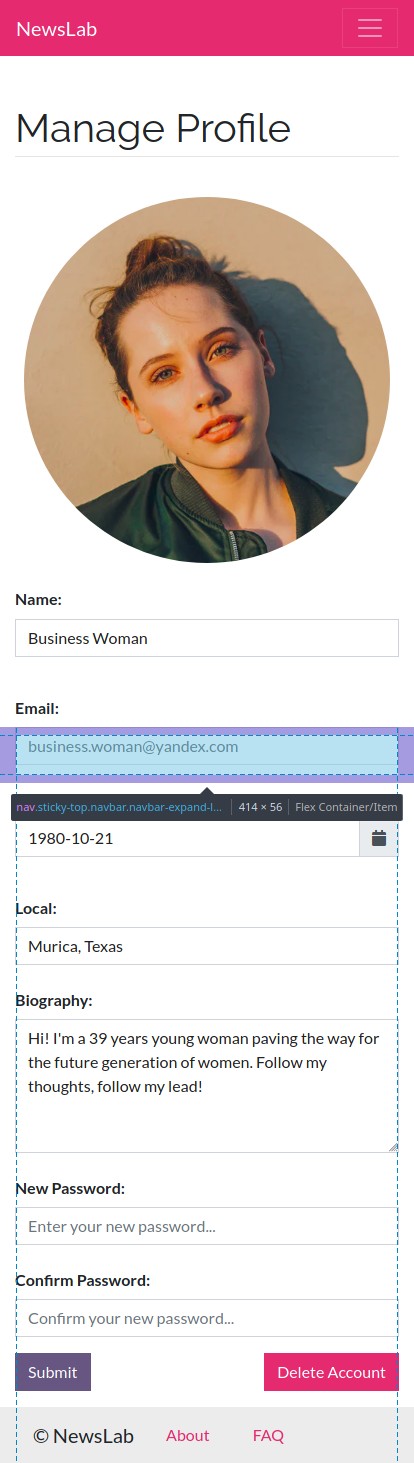 NewsLab
Manage Profile
Name:
Business Woman
Email:
business.woman@yandex.com
nav.sticky-top.navbar.navbar-expand-l... 414 × 56 Flex Container/Item
1980-10-21
Local:
Murica, Texas
Biography:
Hi! I'm a 39 years young woman paving the way for
the future generation of women. Follow my
thoughts, follow my lead!
New Password:
Enter your new password...
Confirm Password:
Confirm your new password...
Submit Delete Account
© NewsLab About FAQ